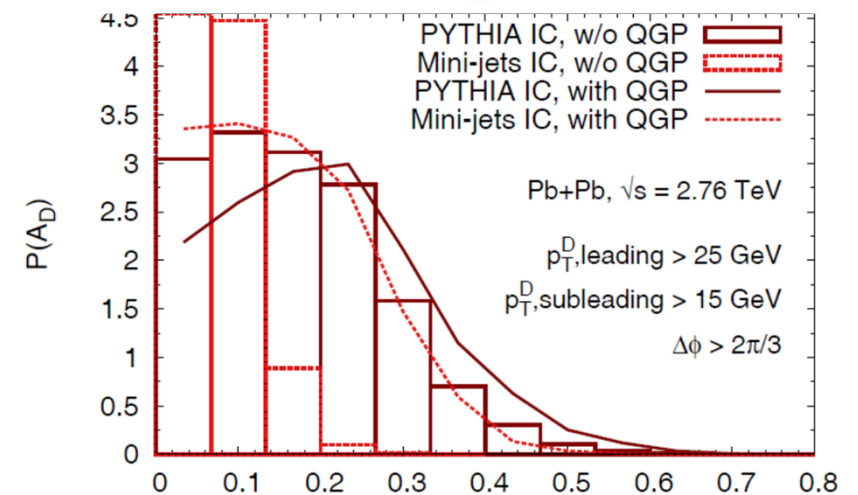 4.5
4
3.5
3
2.5
2
1.5
1
0.5
0
P(A_D)
PYTHIA IC, w/o QGP
Mini-jets IC, w/o QGP
PYTHIA IC, with QGP
Mini-jets IC, with QGP
Pb+Pb, √s = 2.76 TeV
p_T^D,leading > 25 GeV
p_T^D,subleading > 15 GeV
Δϕ > 2π/3
0 0.1 0.2 0.3 0.4 0.5 0.6 0.7 0.8